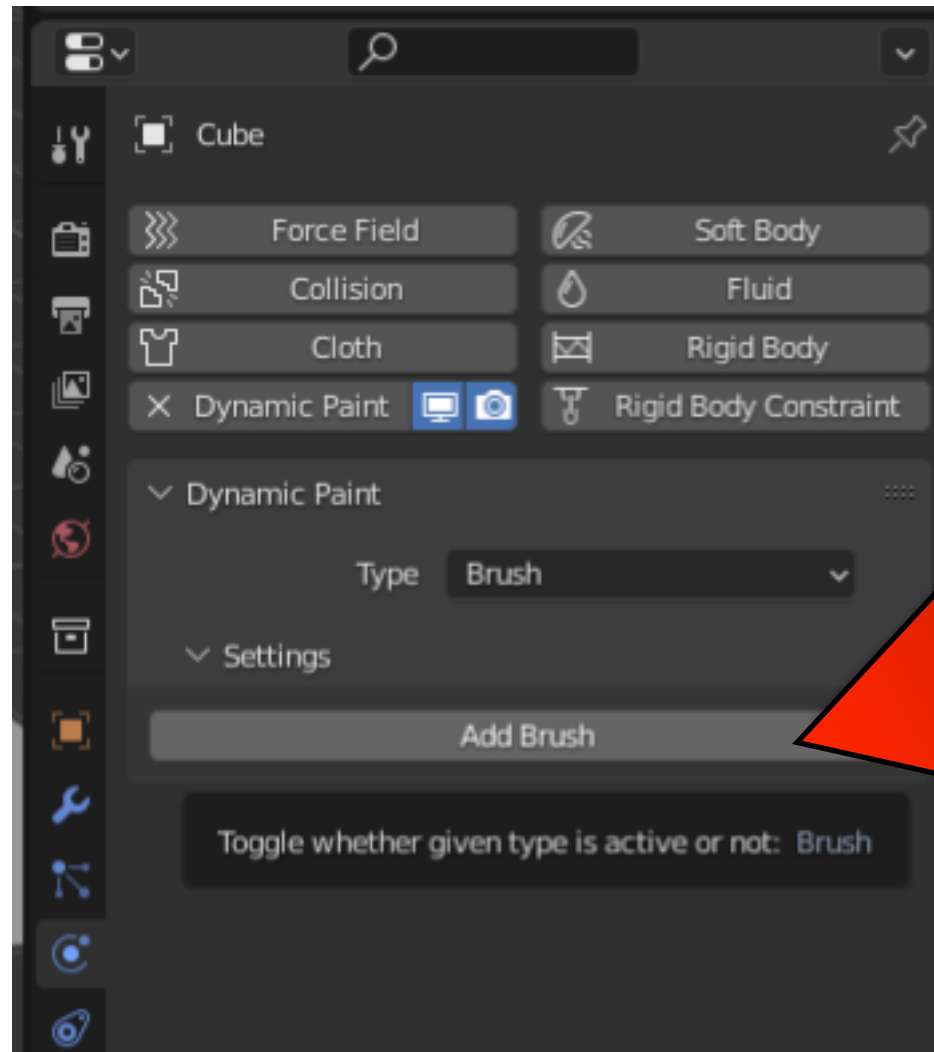 Cube
Force Field Soft Body
Collision Fluid
Cloth Rigid Body
Dynamic Paint Rigid Body Constraint
Dynamic Paint
Type Brush
Settings
Add Brush
Toggle whether given type is active or not: Brush